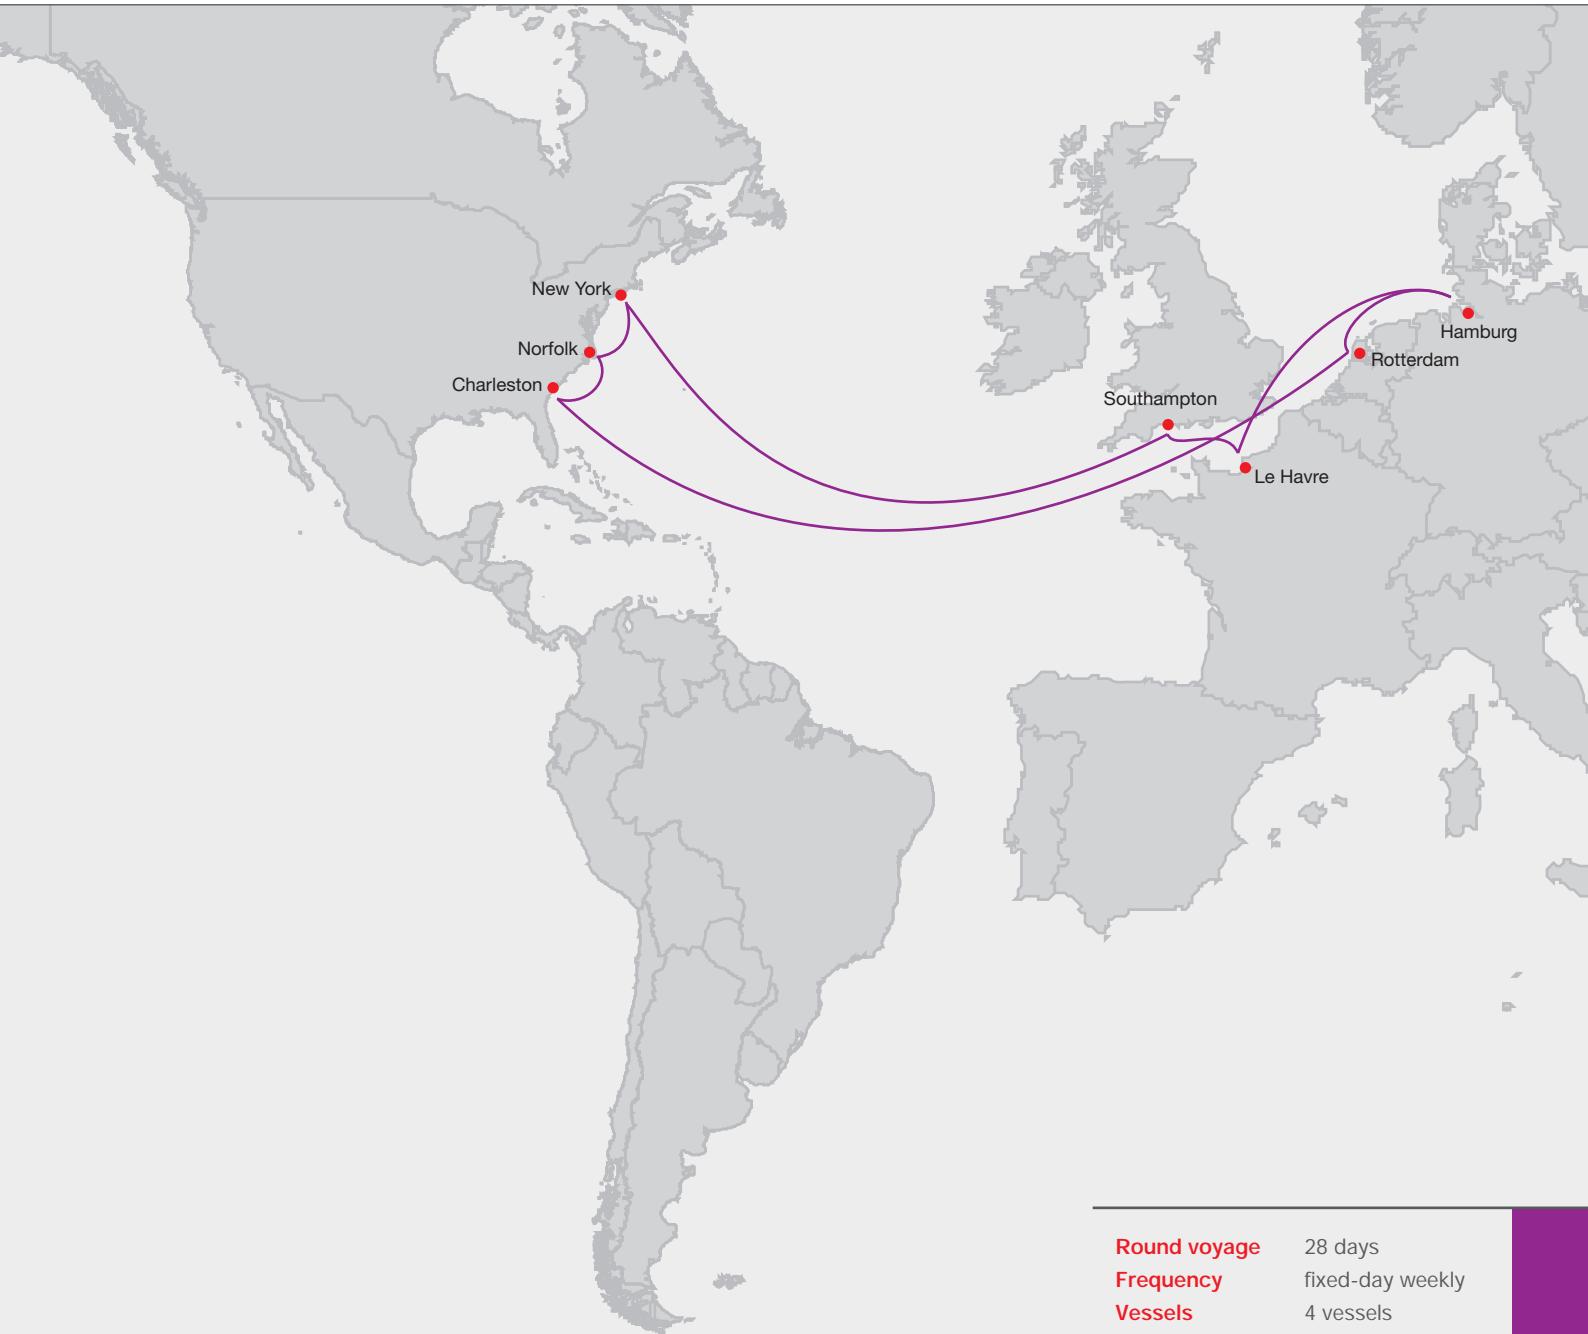 New York
Hamburg
Norfolk
Rotterdam
Charleston
Southampton
Le Havre
Round voyage 28 days
Frequency fixed-day weekly
Vessels 4 vessels